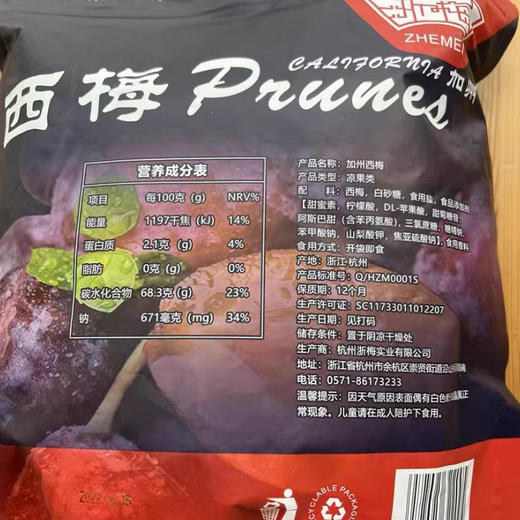 ZHEMEI
CALIFORNIA
西梅 Prunes 加州
营养成分表
项目 每100克(g) NRV%
能量 1197千焦(kJ) 14%
蛋白质 2.1克(g) 4%
脂肪 0克(g) 0%
碳水化合物 68.3克(g) 23%
钠 671毫克(mg) 34%
产品名称：加州西梅
产品类型：凉果类
配 料：西梅，白砂糖，食用盐，食品添加剂
【甜蜜素，柠檬酸，DL-苹果酸，甜菊糖苷，
阿斯巴甜（含苯丙氨酸），三氯蔗糖，糖精钠，
苯甲酸钠，山梨酸钾，焦亚硫酸钠】，食用香料
食用方式：开袋即食
产地：浙江·杭州
产品标准号：Q/HZM0001S
保质期：12个月
生产许可证：SC11733011012207
生产日期：见打码
储存条件：置于阴凉干燥处
生产商：杭州浙梅实业有限公司
地址：浙江省杭州市余杭区崇贤街道沿山
电话：0571-86173233
温馨提示：因天气原因表面偶有白色 属正
常现象。儿童请在成人陪护下食用。
RECYCLABLE PACKAG